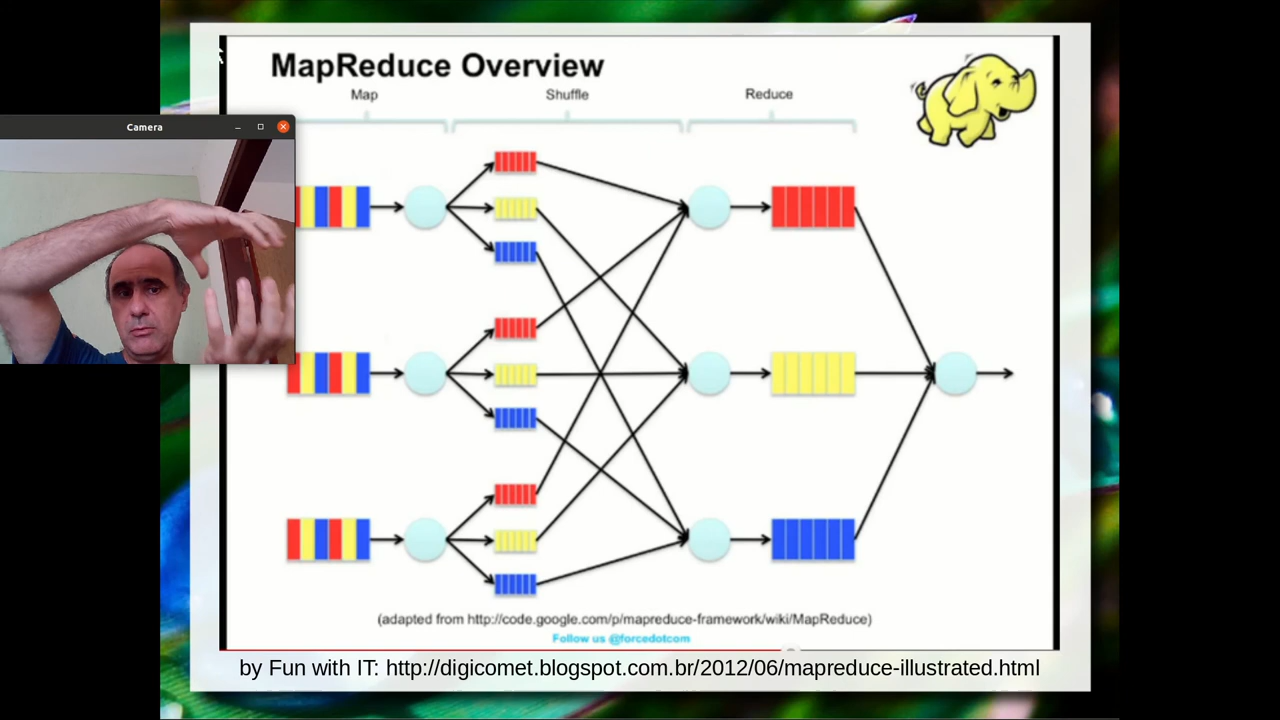 MapReduce Overview
Map
Shuffle
Reduce
Camera
(adapted from http://code.google.com/p/mapreduce-framework/wiki/MapReduce)
Follow us @forcedotcom
by Fun with IT: http://digicomet.blogspot.com.br/2012/06/mapreduce-illustrated.html